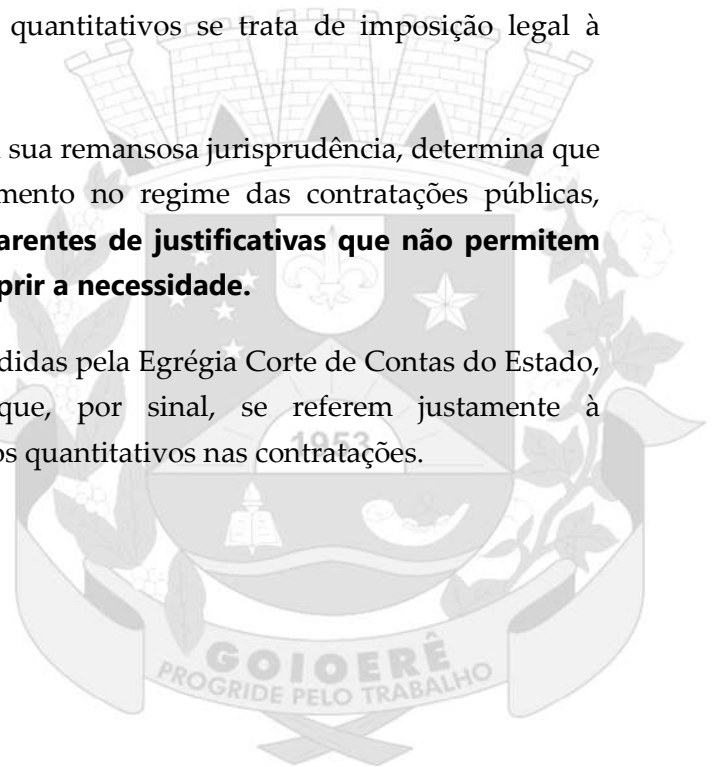 quantitativos se trata de imposição legal à
sua remansosa jurisprudência, determina que
mento no regime das contratações públicas,
arentes de justificativas que não permitem
prir a necessidade.
didas pela Egrégia Corte de Contas do Estado,
que, por sinal, se referem justamente à
os quantitativos nas contratações.
1953
GOIOERÊ
PROGRIDE PELO TRABALHO